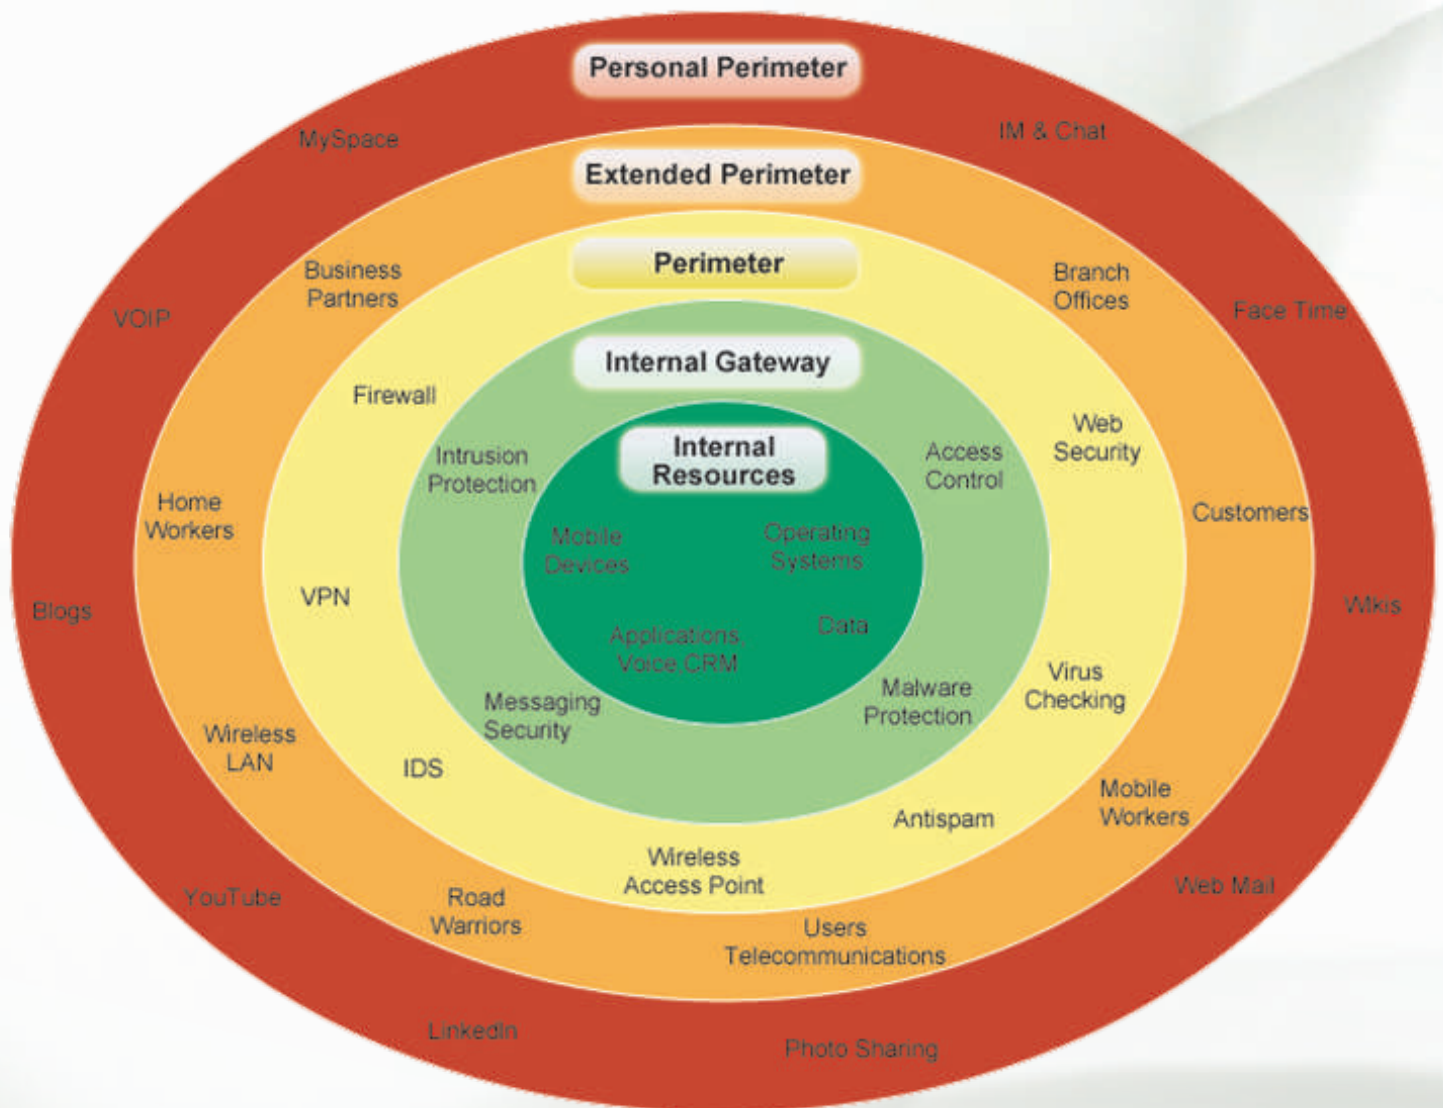 Personal Perimeter
MySpace
IM & Chat
Extended Perimeter
Perimeter
Business
Partners
Branch
Offices
VOIP
Face Time
Internal Gateway
Firewall
Web
Security
Internal
Resources
Intrusion
Protection
Access
Control
Home
Workers
Customers
Mobile
Devices
Operating
Systems
VPN
Blogs
Wikis
Applications,
Voice,CRM
Data
Messaging
Security
Malware
Protection
Virus
Checking
Wireless
LAN
IDS
Antispam
Mobile
Workers
Wireless
Access Point
YouTube
Web Mail
Road
Warriors
Users
Telecommunications
LinkedIn
Photo Sharing